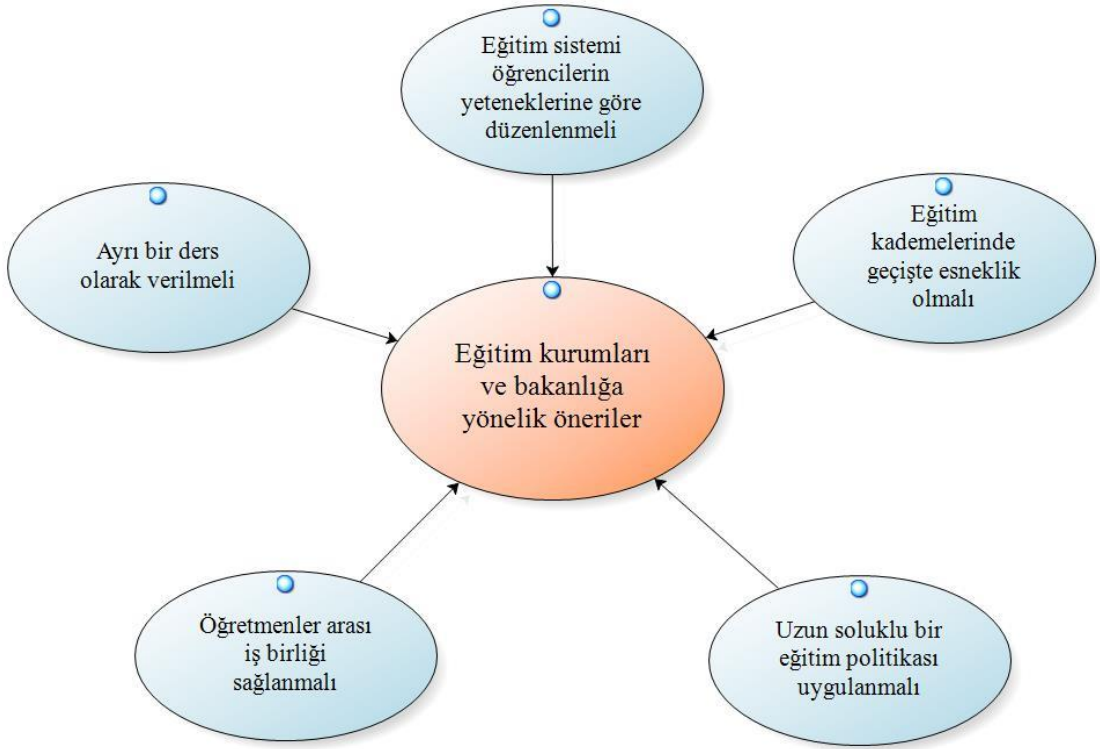 Eğitim sistemi
öğrencilerin
yeteneklerine göre
düzenlenmeli
Ayrı bir ders
olarak verilmeli
Eğitim
kademelerinde
geçişte esneklik
olmalı
Eğitim kurumları
ve bakanlığa
yönelik öneriler
Öğretmenler arası
iş birliği
sağlanmalı
Uzun soluklu bir
eğitim politikası
uygulanmalı